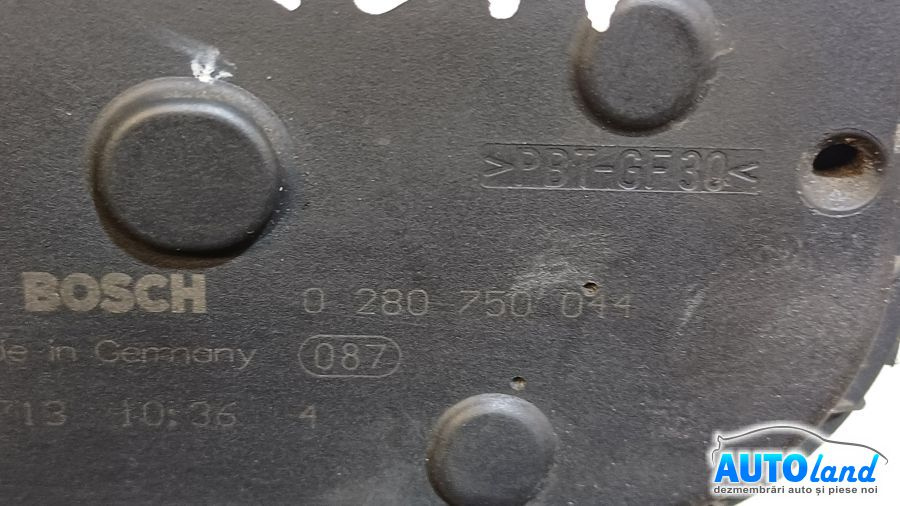 >PBT-GF30<
BOSCH 0 280 750 044
in Germany 087
713 10:36 4
AUTOland
dezmembrări auto și piese noi